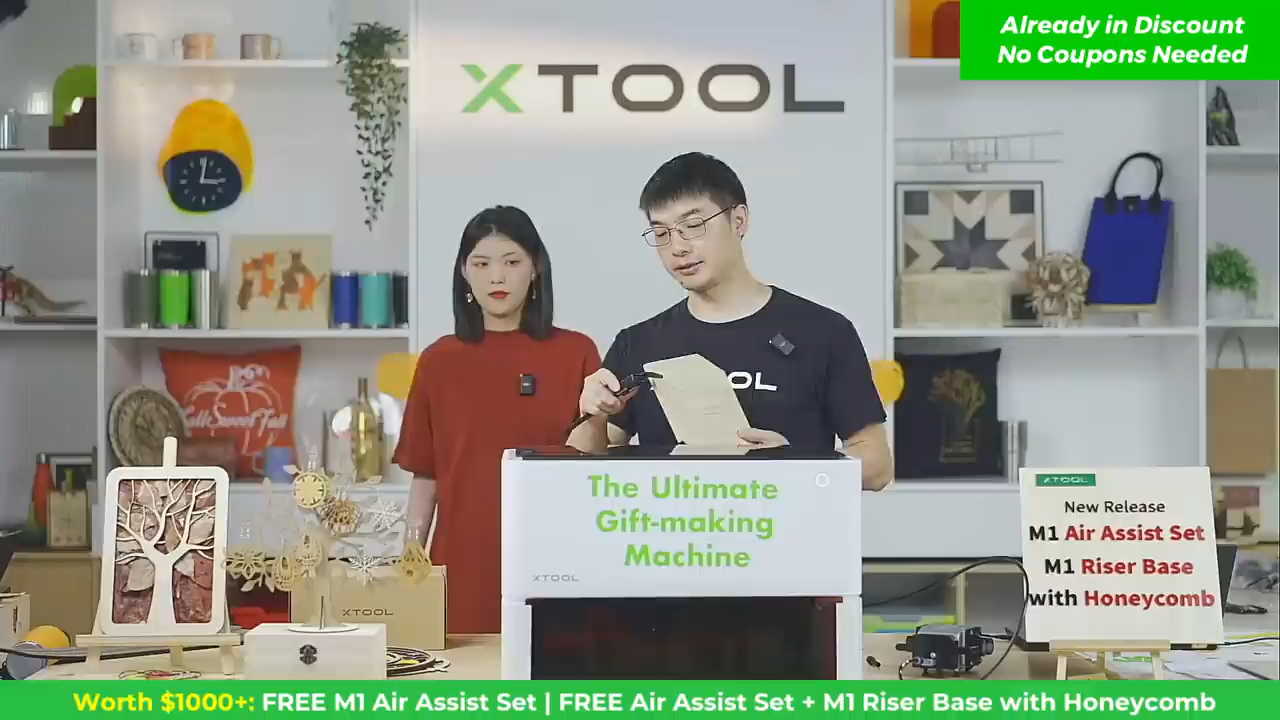 Already in Discount
No Coupons Needed
XTOOL
The Ultimate
Gift-making
Machine
XTOOL
XTOOL
XTOOL
New Release
M1 Air Assist Set
M1 Riser Base
with Honeycomb
Worth $1000+: FREE M1 Air Assist Set | FREE Air Assist Set + M1 Riser Base with Honeycomb